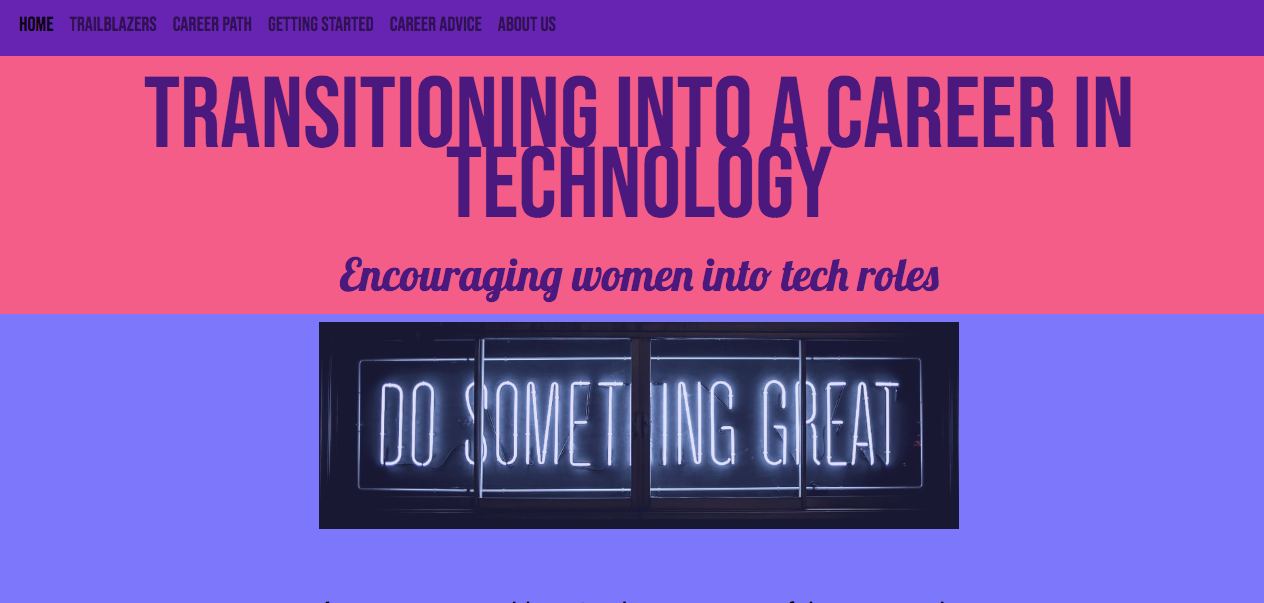 HOME TRAILBLAZERS CAREER PATH GETTING STARTED CAREER ADVICE ABOUT US
TRANSITIONING INTO A CAREER IN
TECHNOLOGY
Encouraging women into tech roles
DO SOMETHING GREAT